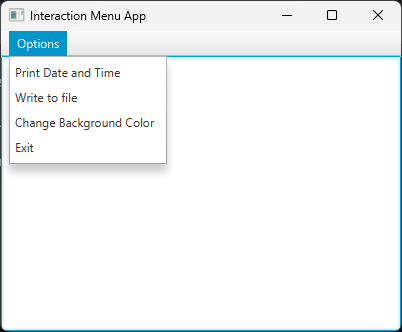 Interaction Menu App
Options
Print Date and Time
Write to file
Change Background Color
Exit